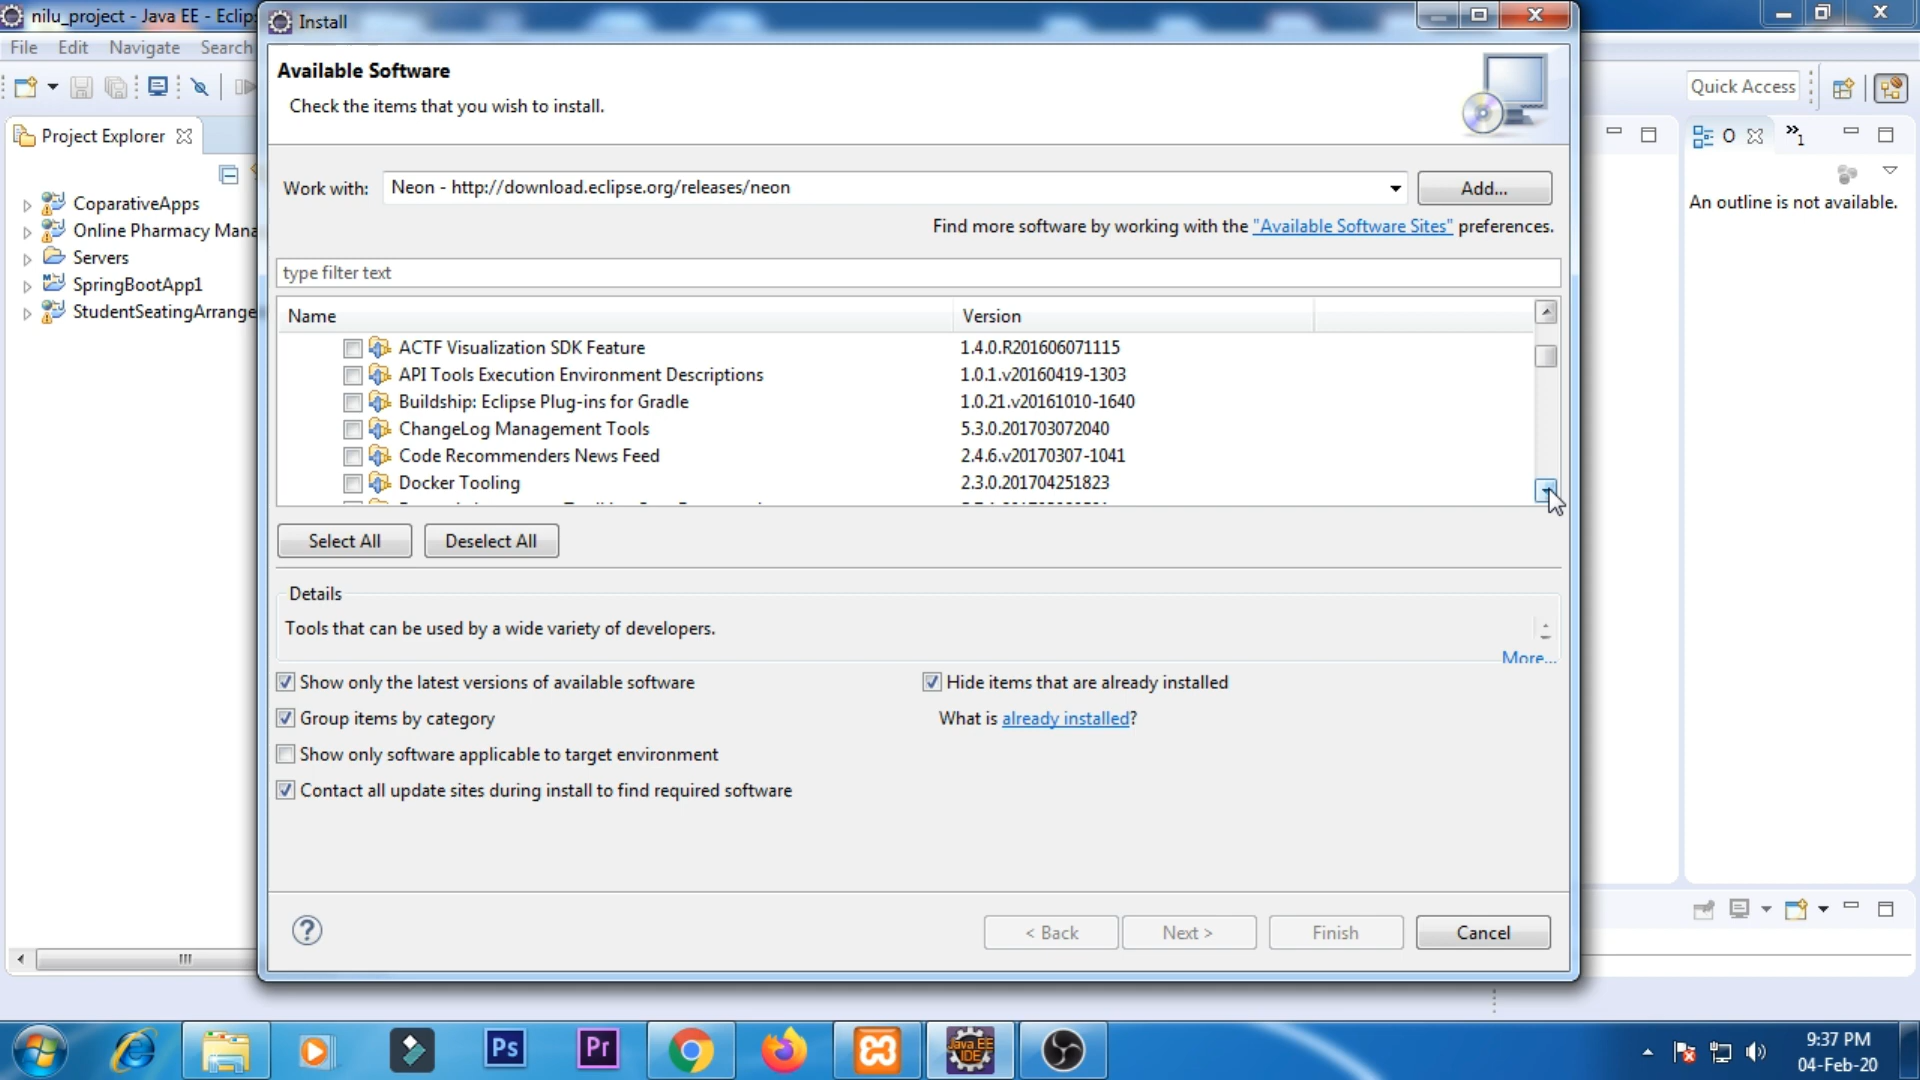 nilu_project - Java EE - Eclips
Install
File Edit Navigate Search
Available Software
Check the items that you wish to install.
Quick Access
Project Explorer
O
»1
Work with: Neon - http://download.eclipse.org/releases/neon Add...
Find more software by working with the "Available Software Sites" preferences.
An outline is not available.
CoparativeApps
Online Pharmacy Mana
Servers
SpringBootApp1
StudentSeatingArrange
type filter text
Name Version
ACTF Visualization SDK Feature 1.4.0.R201606071115
API Tools Execution Environment Descriptions 1.0.1.v20160419-1303
Buildship: Eclipse Plug-ins for Gradle 1.0.21.v20161010-1640
ChangeLog Management Tools 5.3.0.201703072040
Code Recommenders News Feed 2.4.6.v20170307-1041
Docker Tooling 2.3.0.201704251823
Select All Deselect All
Details
Tools that can be used by a wide variety of developers.
More...
Show only the latest versions of available software Hide items that are already installed
Group items by category What is already installed?
Show only software applicable to target environment
Contact all update sites during install to find required software
< Back Next > Finish Cancel
Ps Pr Java EE IDE
9:37 PM
04-Feb-20